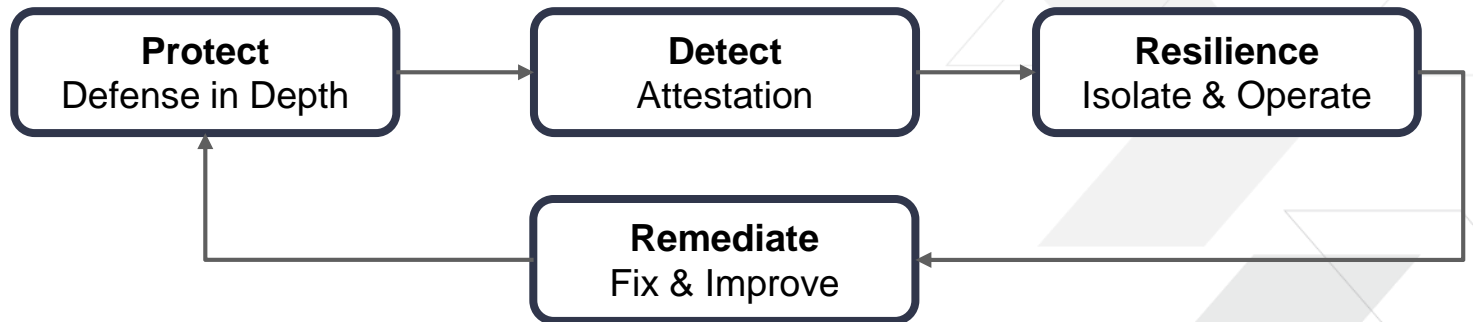 Protect
Defense in Depth
Detect
Attestation
Resilience
Isolate & Operate
Remediate
Fix & Improve